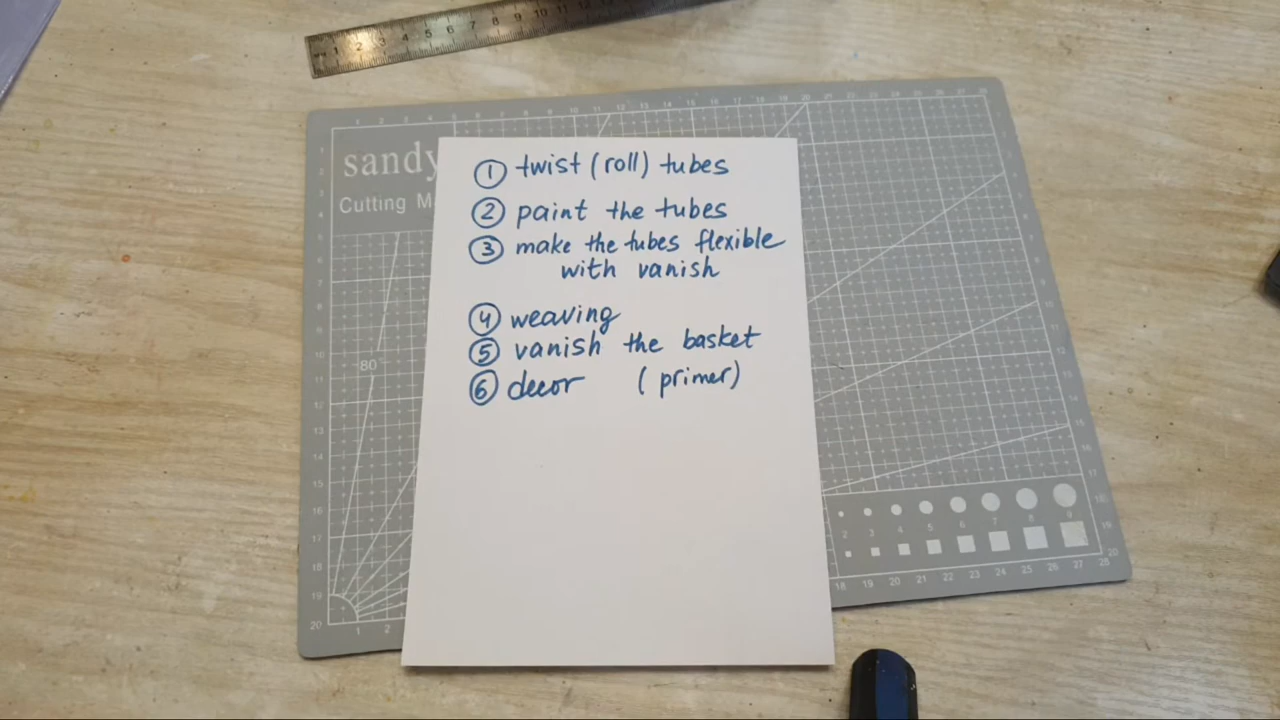 sandy
Cutting M
① twist (roll) tubes
② paint the tubes
③ make the tubes flexible
with vanish
④ weaving
⑤ vanish the basket
⑥ decor (primer)
80°